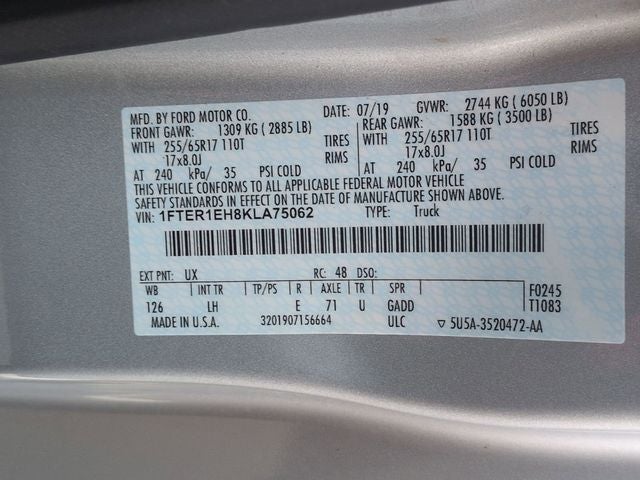 MFD. BY FORD MOTOR CO. DATE: 07/19 GVWR: 2744 KG ( 6050 LB)
FRONT GAWR: 1309 KG ( 2885 LB) REAR GAWR: 1588 KG ( 3500 LB)
WITH 255/65R17 110T TIRES WITH 255/65R17 110T TIRES
17x8.0J RIMS 17x8.0J RIMS
AT 240 kPa/ 35 PSI COLD AT 240 kPa/ 35 PSI COLD
THIS VEHICLE CONFORMS TO ALL APPLICABLE FEDERAL MOTOR VEHICLE
SAFETY STANDARDS IN EFFECT ON THE DATE OF MANUFACTURE SHOWN ABOVE.
VIN: 1FTER1EH8KLA75062 TYPE: Truck
EXT PNT: UX RC: 48 DSO:
WB INT TR TP/PS R AXLE TR SPR F0245
126 LH E 71 U GADD T1083
MADE IN U.S.A. 3201907156664 ULC ▽ 5U5A-3520472-AA